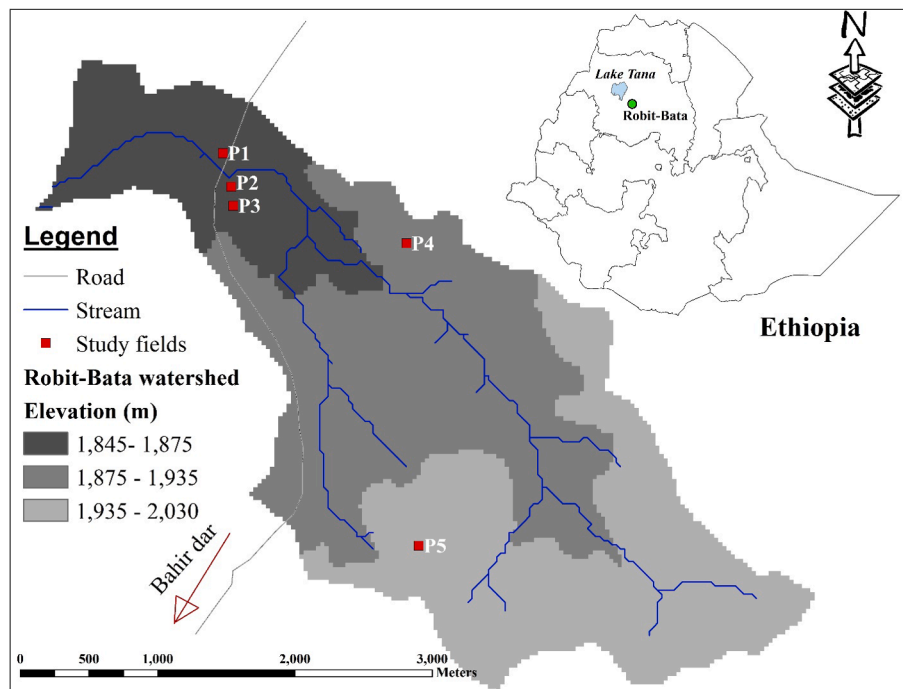 N
Lake Tana
Robit-Bata
Ethiopia
P1
P2
P3
P4
P5
Legend
Road
Stream
Study fields
Robit-Bata watershed
Elevation (m)
1,845- 1,875
1,875 - 1,935
1,935 - 2,030
Bahir dar
0 500 1,000 2,000 3,000
Meters